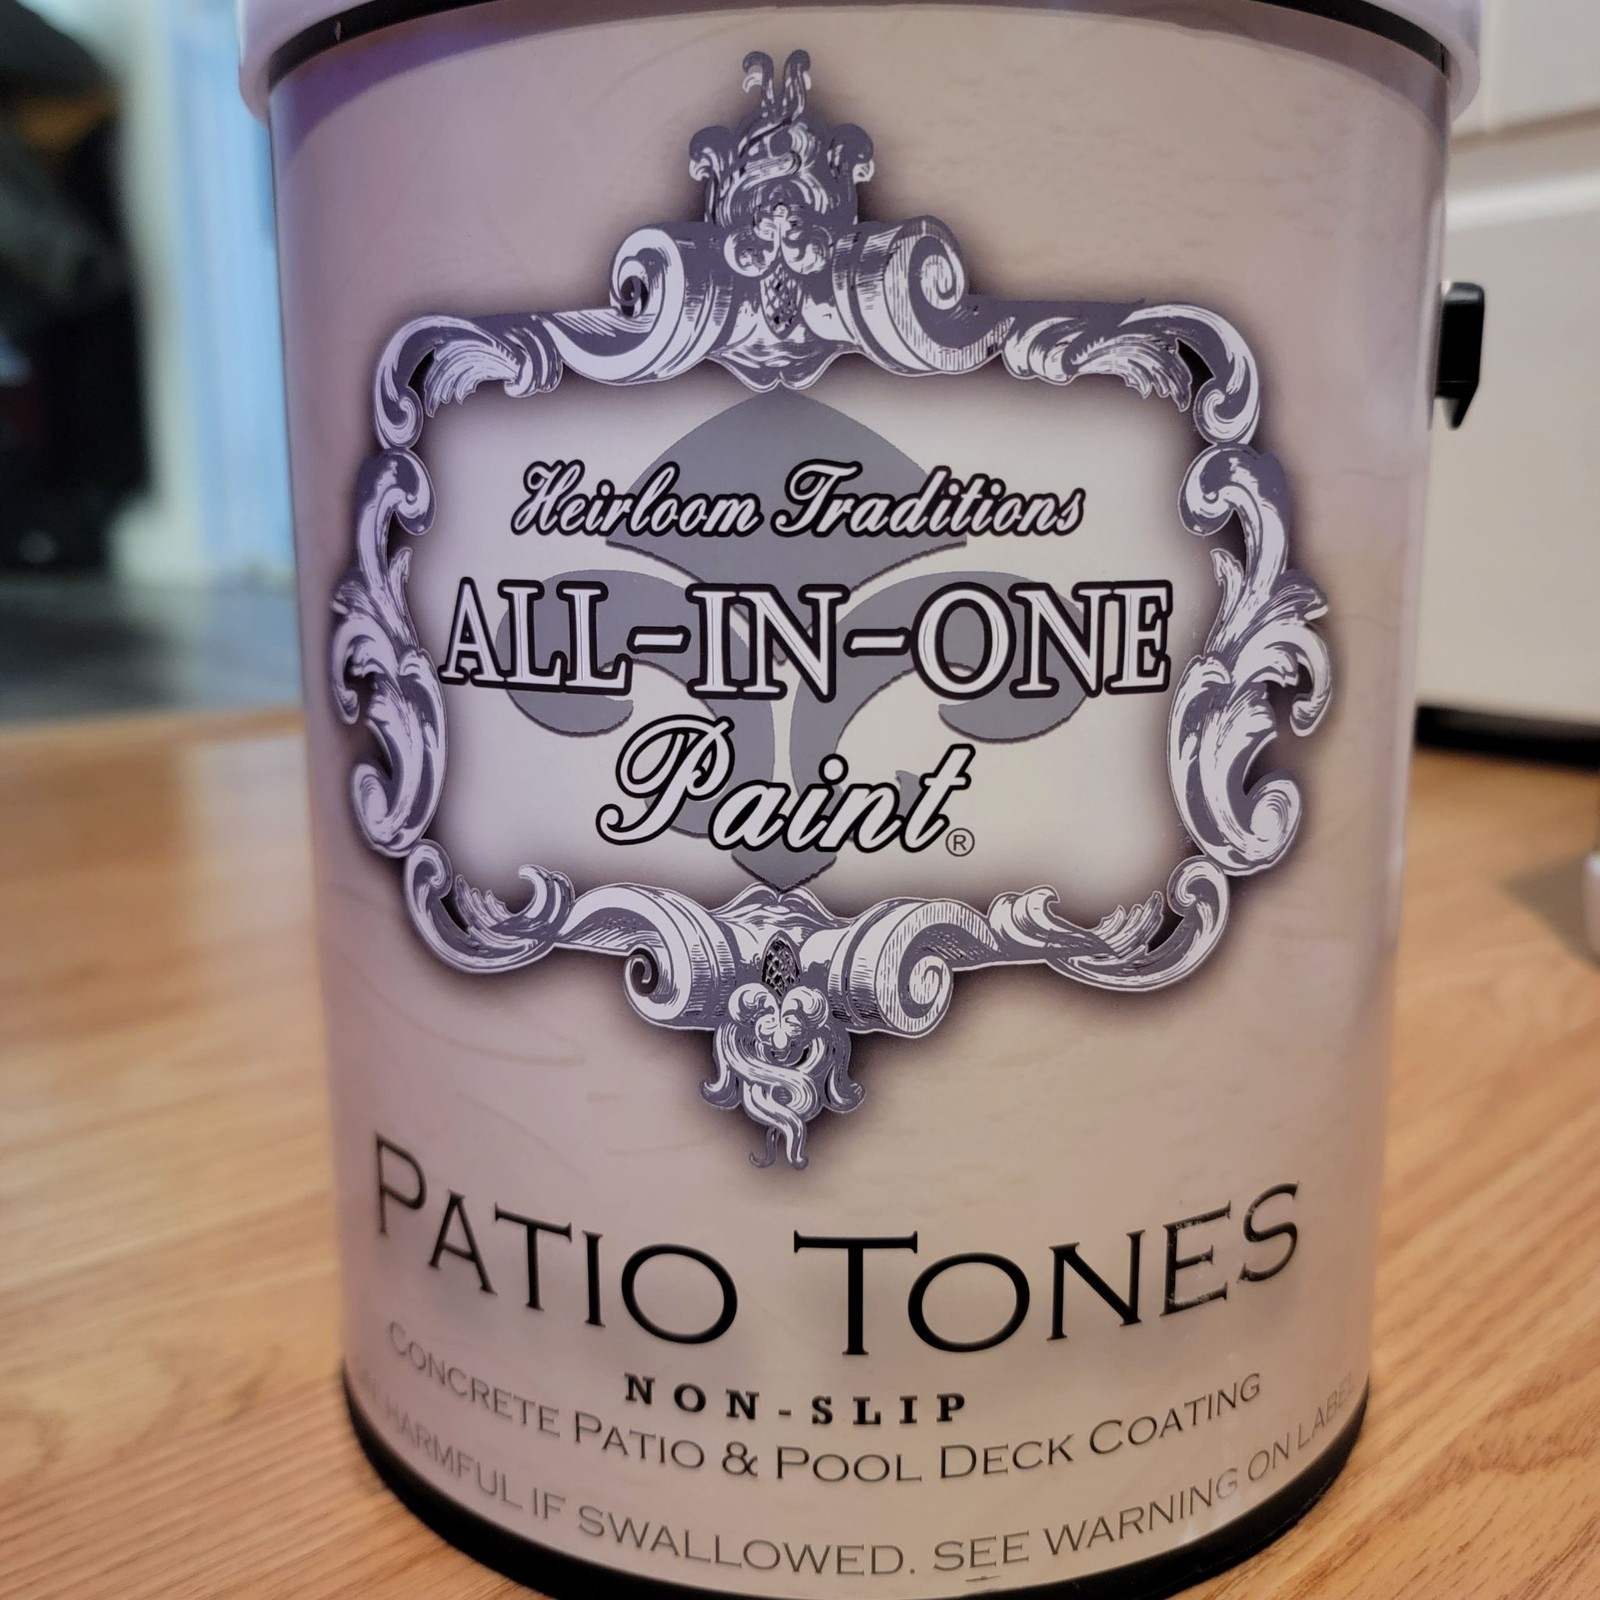 Heirloom Traditions
ALL-IN-ONE
Paint®
PATIO TONES
NON-SLIP
CONCRETE PATIO & POOL DECK COATING
HARMFUL IF SWALLOWED. SEE WARNING ON LABEL